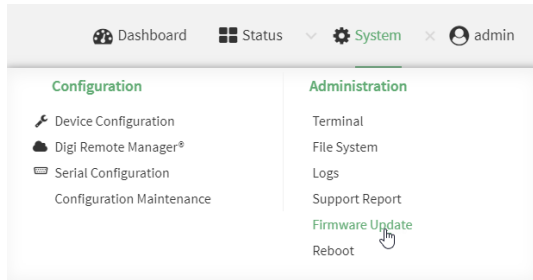 Dashboard Status System admin
Configuration
Device Configuration
Digi Remote Manager®
Serial Configuration
Configuration Maintenance
Administration
Terminal
File System
Logs
Support Report
Firmware Update
Reboot